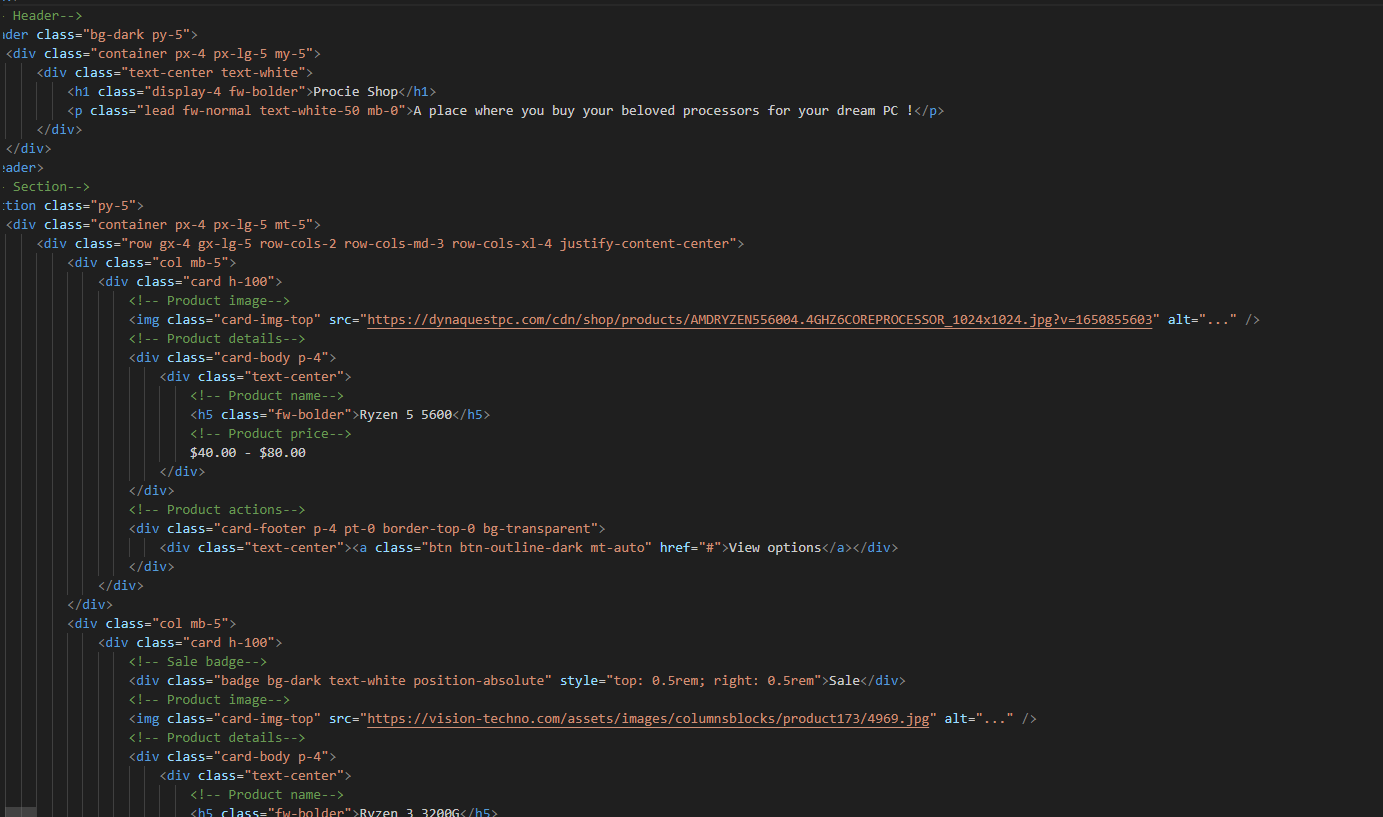 Header-->
ader class="bg-dark py-5">
<div class="container px-4 px-lg-5 my-5">
<div class="text-center text-white">
<h1 class="display-4 fw-bolder">Procie Shop</h1>
<p class="lead fw-normal text-white-50 mb-0">A place where you buy your beloved processors for your dream PC !</p>
</div>
</div>
eader>
Section-->
ction class="py-5">
<div class="container px-4 px-lg-5 mt-5">
<div class="row gx-4 gx-lg-5 row-cols-2 row-cols-md-3 row-cols-xl-4 justify-content-center">
<div class="col mb-5">
<div class="card h-100">
<!-- Product image-->
<img class="card-img-top" src="https://dynaquestpc.com/cdn/shop/products/AMDRYZEN556004.4GHZ6COREPROCESSOR_1024x1024.jpg?v=1650855603" alt="..." />
<!-- Product details-->
<div class="card-body p-4">
<div class="text-center">
<!-- Product name-->
<h5 class="fw-bolder">Ryzen 5 5600</h5>
<!-- Product price-->
$40.00 - $80.00
</div>
</div>
<!-- Product actions-->
<div class="card-footer p-4 pt-0 border-top-0 bg-transparent">
<div class="text-center"><a class="btn btn-outline-dark mt-auto" href="#">View options</a></div>
</div>
</div>
</div>
<div class="col mb-5">
<div class="card h-100">
<!-- Sale badge-->
<div class="badge bg-dark text-white position-absolute" style="top: 0.5rem; right: 0.5rem">Sale</div>
<!-- Product image-->
<img class="card-img-top" src="https://vision-techno.com/assets/images/columnsblocks/product173/4969.jpg" alt="..." />
<!-- Product details-->
<div class="card-body p-4">
<div class="text-center">
<!-- Product name-->
<h5 class="fw-bolder">Ryzen 3 3200G</h5>